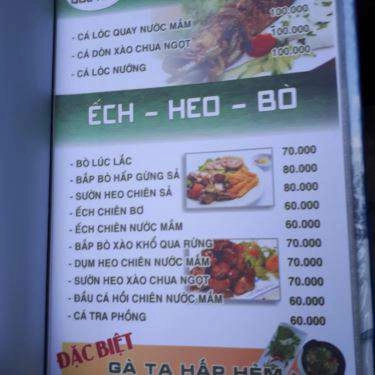 100.000
- CÁ LÓC QUAY NƯỚC MẮM 100.000
- CÁ DỒN XÀO CHUA NGỌT 100.000
- CÁ LÓC NƯỚNG
ẾCH - HEO - BÒ
- BÒ LÚC LẮC 70.000
- BẮP BÒ HẤP GỪNG SẢ 80.000
- SƯỜN HEO CHIÊN SẢ 80.000
- ẾCH CHIÊN BƠ 60.000
- ẾCH CHIÊN NƯỚC MẮM 60.000
- BẮP BÒ XÀO KHỔ QUA RỪNG 70.000
- DỤM HEO CHIÊN NƯỚC MẮM 70.000
- SƯỜN HEO XÀO CHUA NGỌT 70.000
- ĐẦU CÁ HỒI CHIÊN NƯỚC MẮM 60.000
- CÁ TRA PHỒNG 60.000
ĐẶC BIỆT
GÀ TA HẤP HÈM